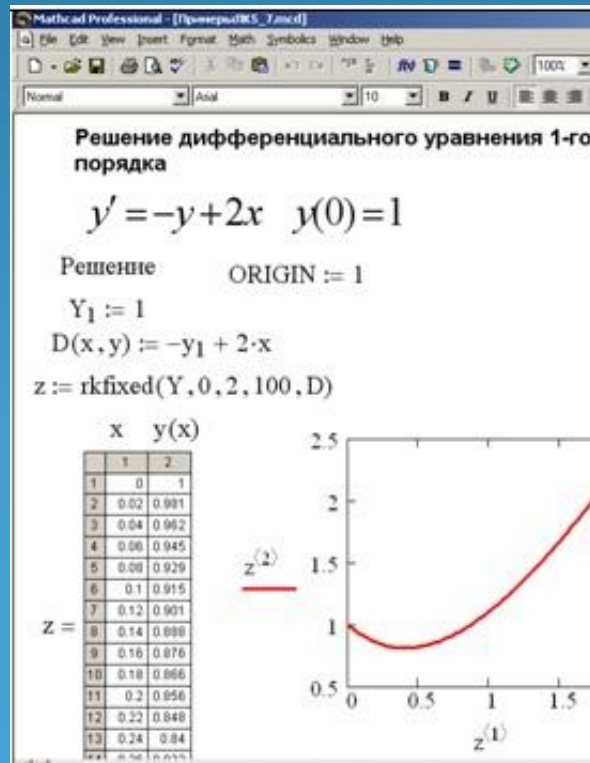 Mathcad Professional - [ПримерыЛК5_7.mcd]
File Edit View Insert Format Math Symbolics Window Help
100%
Normal Arial 10 B I U
Решение дифференциального уравнения 1-го
порядка
y′ = −y + 2x y(0) = 1
Решение ORIGIN := 1
Y₁ := 1
D(x, y) := −y₁ + 2·x
z := rkfixed(Y, 0, 2, 100, D)
x y(x)
1 2
1 0 1
2 0.02 0.981
3 0.04 0.962
4 0.06 0.945
5 0.08 0.929
6 0.1 0.915
7 0.12 0.901
8 0.14 0.888
9 0.16 0.876
10 0.18 0.866
11 0.2 0.856
12 0.22 0.848
13 0.24 0.84
z =
2.5
2
1.5
1
0.5
z⟨2⟩
0 0.5 1 1.5
z⟨1⟩